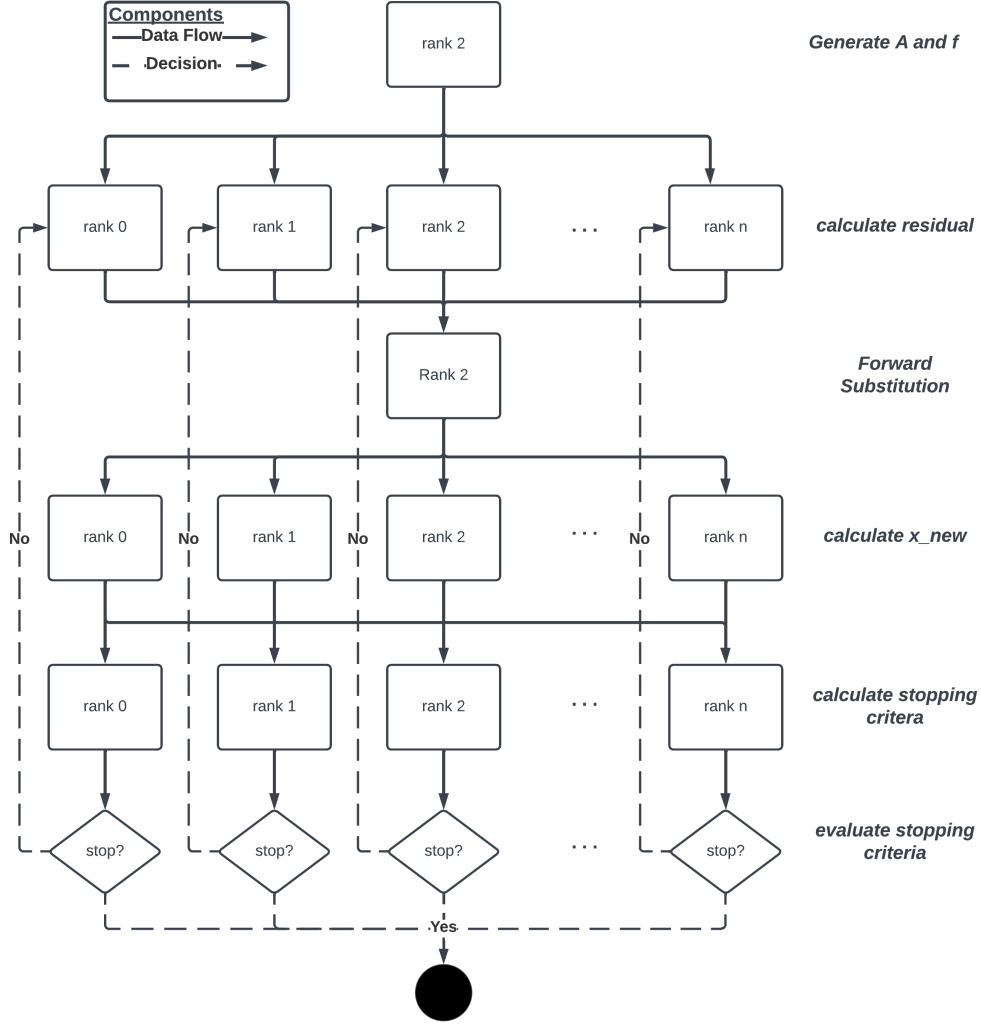 Components
Data Flow
Decision
rank 2
Generate A and f
rank 0
rank 1
rank 2
...
rank n
calculate residual
Rank 2
Forward
Substitution
No
rank 0
No
rank 1
No
rank 2
...
No
rank n
calculate x_new
rank 0
rank 1
rank 2
...
rank n
calculate stopping
critera
stop?
stop?
stop?
...
stop?
evaluate stopping
criteria
Yes